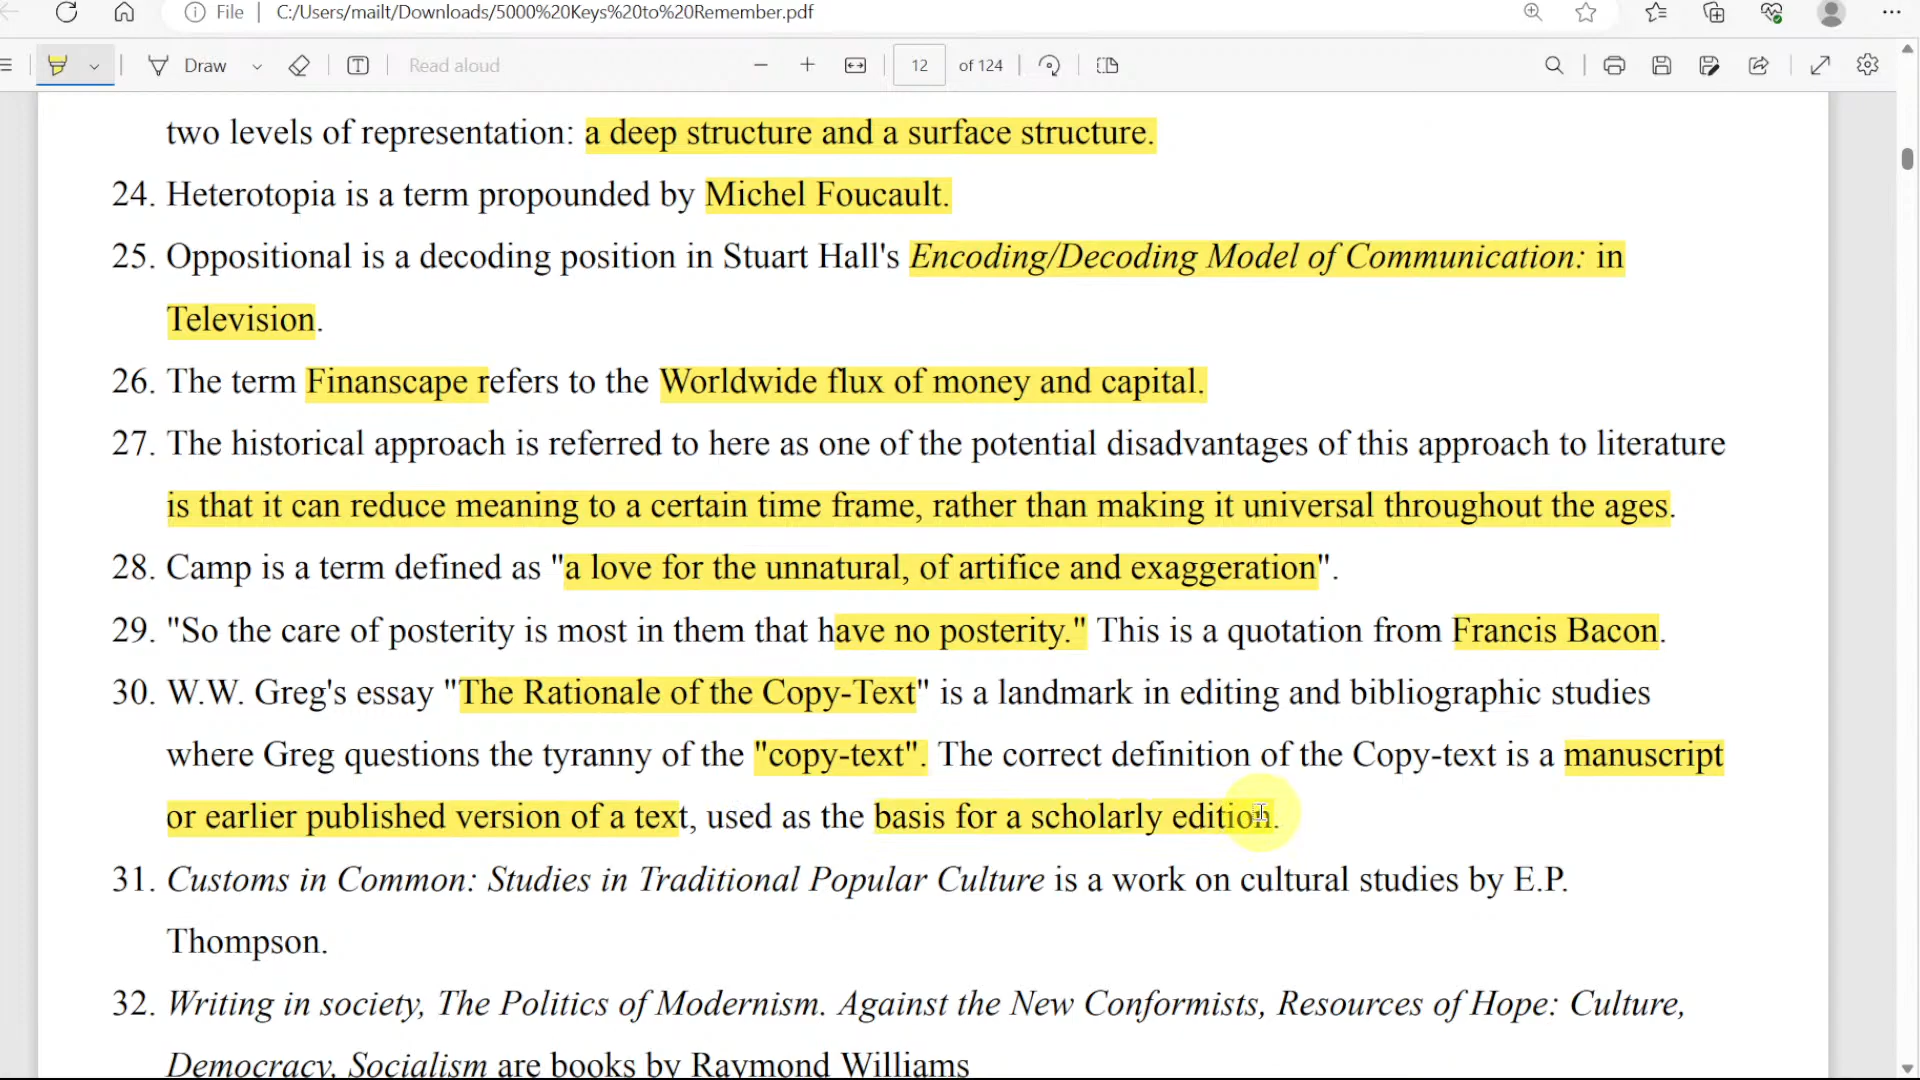 File | C:/Users/mailt/Downloads/5000%20Keys%20to%20Remember.pdf
Draw Read aloud 12 of 124
two levels of representation: a deep structure and a surface structure.
24. Heterotopia is a term propounded by Michel Foucault.
25. Oppositional is a decoding position in Stuart Hall's Encoding/Decoding Model of Communication: in
Television.
26. The term Finanscape refers to the Worldwide flux of money and capital.
27. The historical approach is referred to here as one of the potential disadvantages of this approach to literature
is that it can reduce meaning to a certain time frame, rather than making it universal throughout the ages.
28. Camp is a term defined as "a love for the unnatural, of artifice and exaggeration".
29. "So the care of posterity is most in them that have no posterity." This is a quotation from Francis Bacon.
30. W.W. Greg's essay "The Rationale of the Copy-Text" is a landmark in editing and bibliographic studies
where Greg questions the tyranny of the "copy-text". The correct definition of the Copy-text is a manuscript
or earlier published version of a text, used as the basis for a scholarly edition.
31. Customs in Common: Studies in Traditional Popular Culture is a work on cultural studies by E.P.
Thompson.
32. Writing in society, The Politics of Modernism. Against the New Conformists, Resources of Hope: Culture,
Democracy, Socialism are books by Raymond Williams